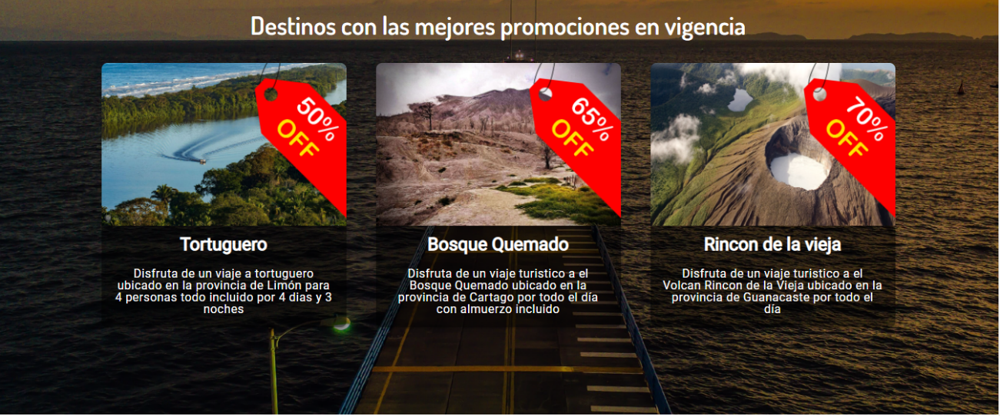 Destinos con las mejores promociones en vigencia
50%
OFF
65%
OFF
70%
OFF
Tortuguero
Disfruta de un viaje a tortuguero
ubicado en la provincia de Limón para
4 personas todo incluido por 4 dias y 3
noches
Bosque Quemado
Disfruta de un viaje turistico a el
Bosque Quemado ubicado en la
provincia de Cartago por todo el día
con almuerzo incluido
Rincon de la vieja
Disfruta de un viaje turistico a el
Volcan Rincon de la Vieja ubicado en la
provincia de Guanacaste por todo el
día